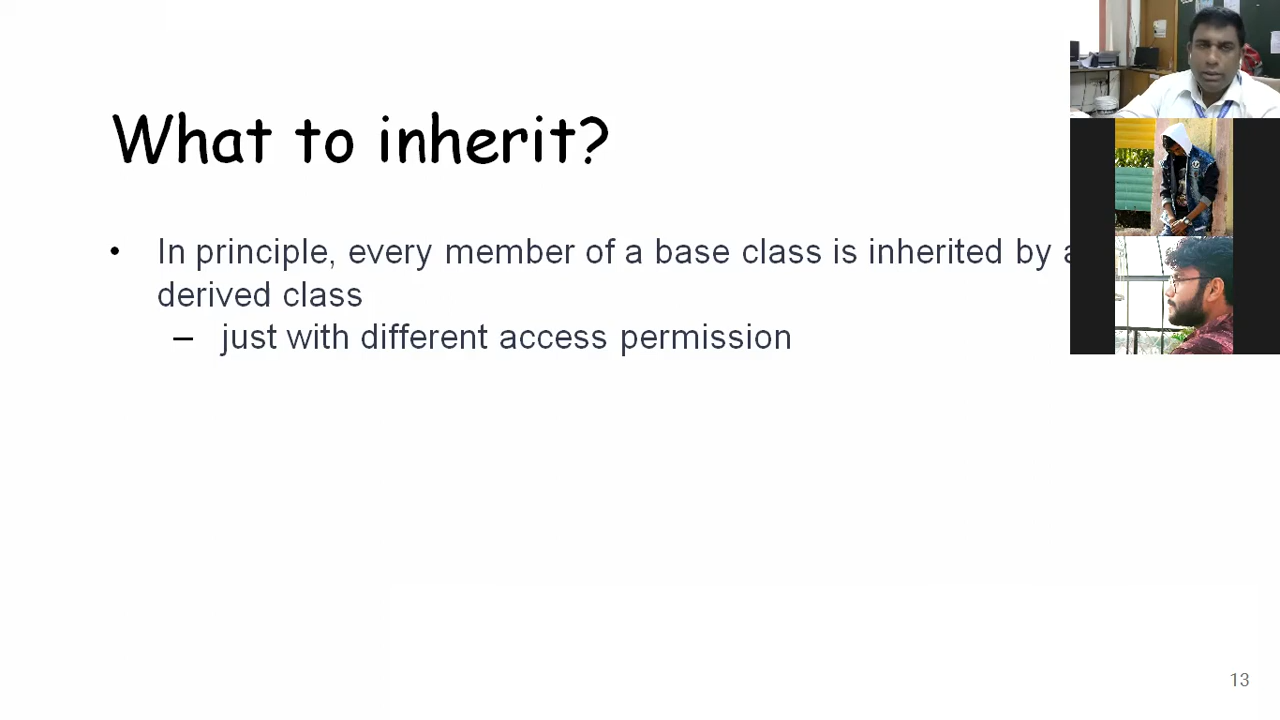 What to inherit?
• In principle, every member of a base class is inherited by a
derived class
– just with different access permission
13